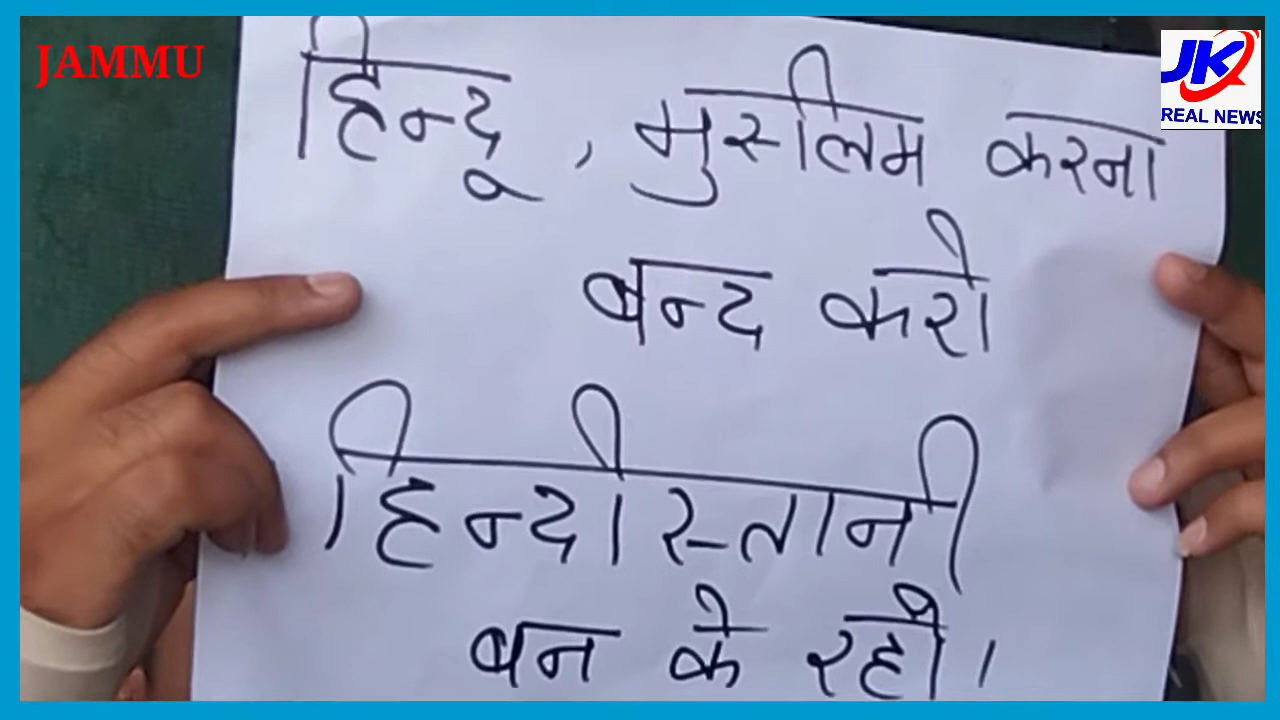 JAMMU
JK
REAL NEWS
हिन्दू, मुस्लिम करना
बन्द करो
हिन्दोस्तानी
बन के रहो।